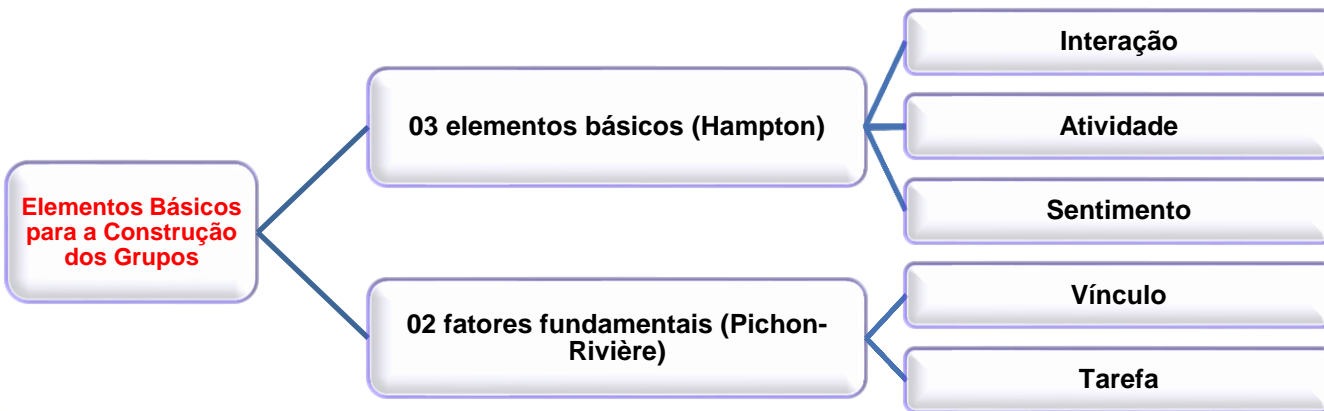 Elementos Básicos
para a Construção
dos Grupos
03 elementos básicos (Hampton)
Interação
Atividade
Sentimento
02 fatores fundamentais (Pichon-
Rivière)
Vínculo
Tarefa